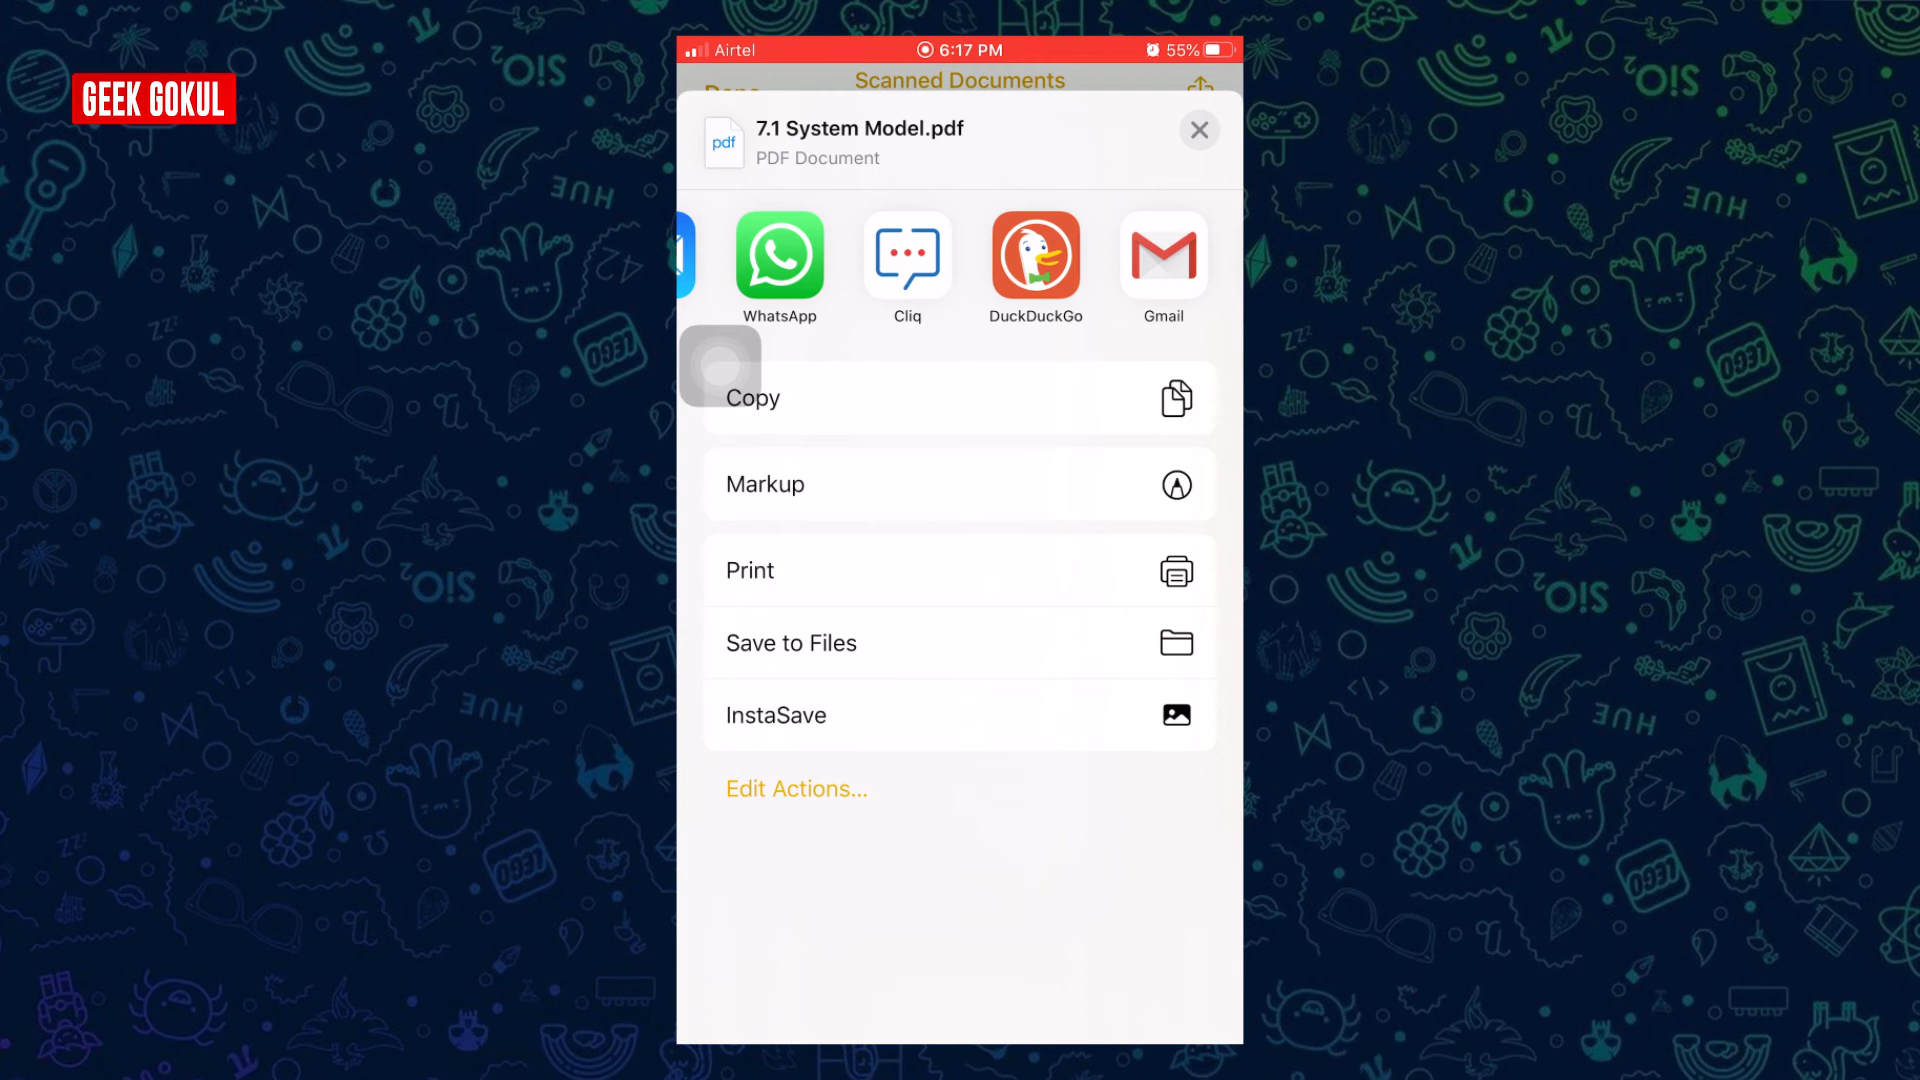 GEEK GOKUL
Airtel
6:17 PM
55%
Scanned Documents
7.1 System Model.pdf
pdf
PDF Document
WhatsApp
Cliq
DuckDuckGo
Gmail
Copy
Markup
Print
Save to Files
InstaSave
Edit Actions...